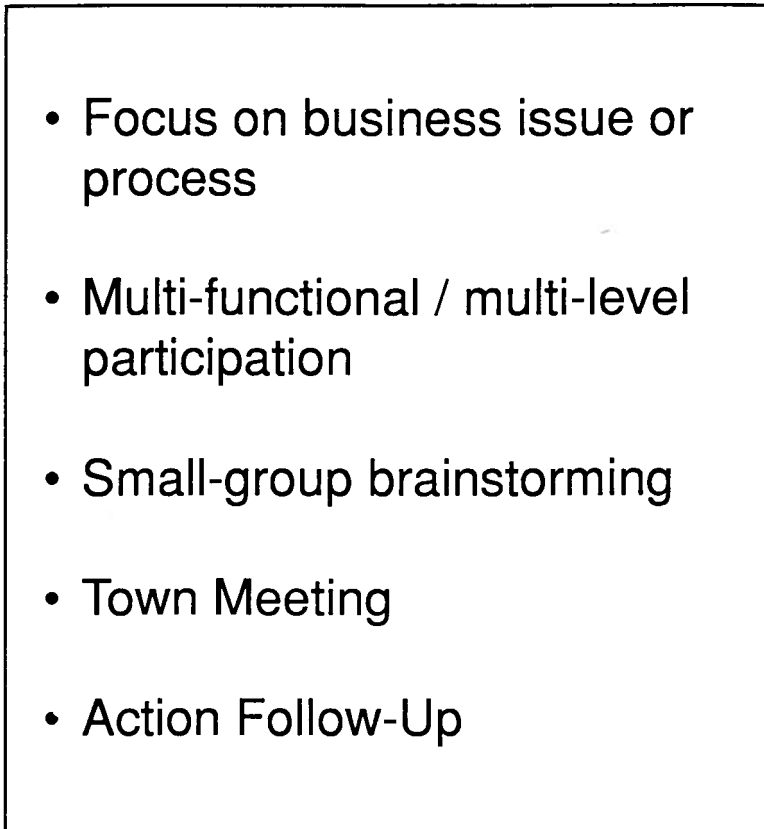 • Focus on business issue or
process
• Multi-functional / multi-level
participation
• Small-group brainstorming
• Town Meeting
• Action Follow-Up